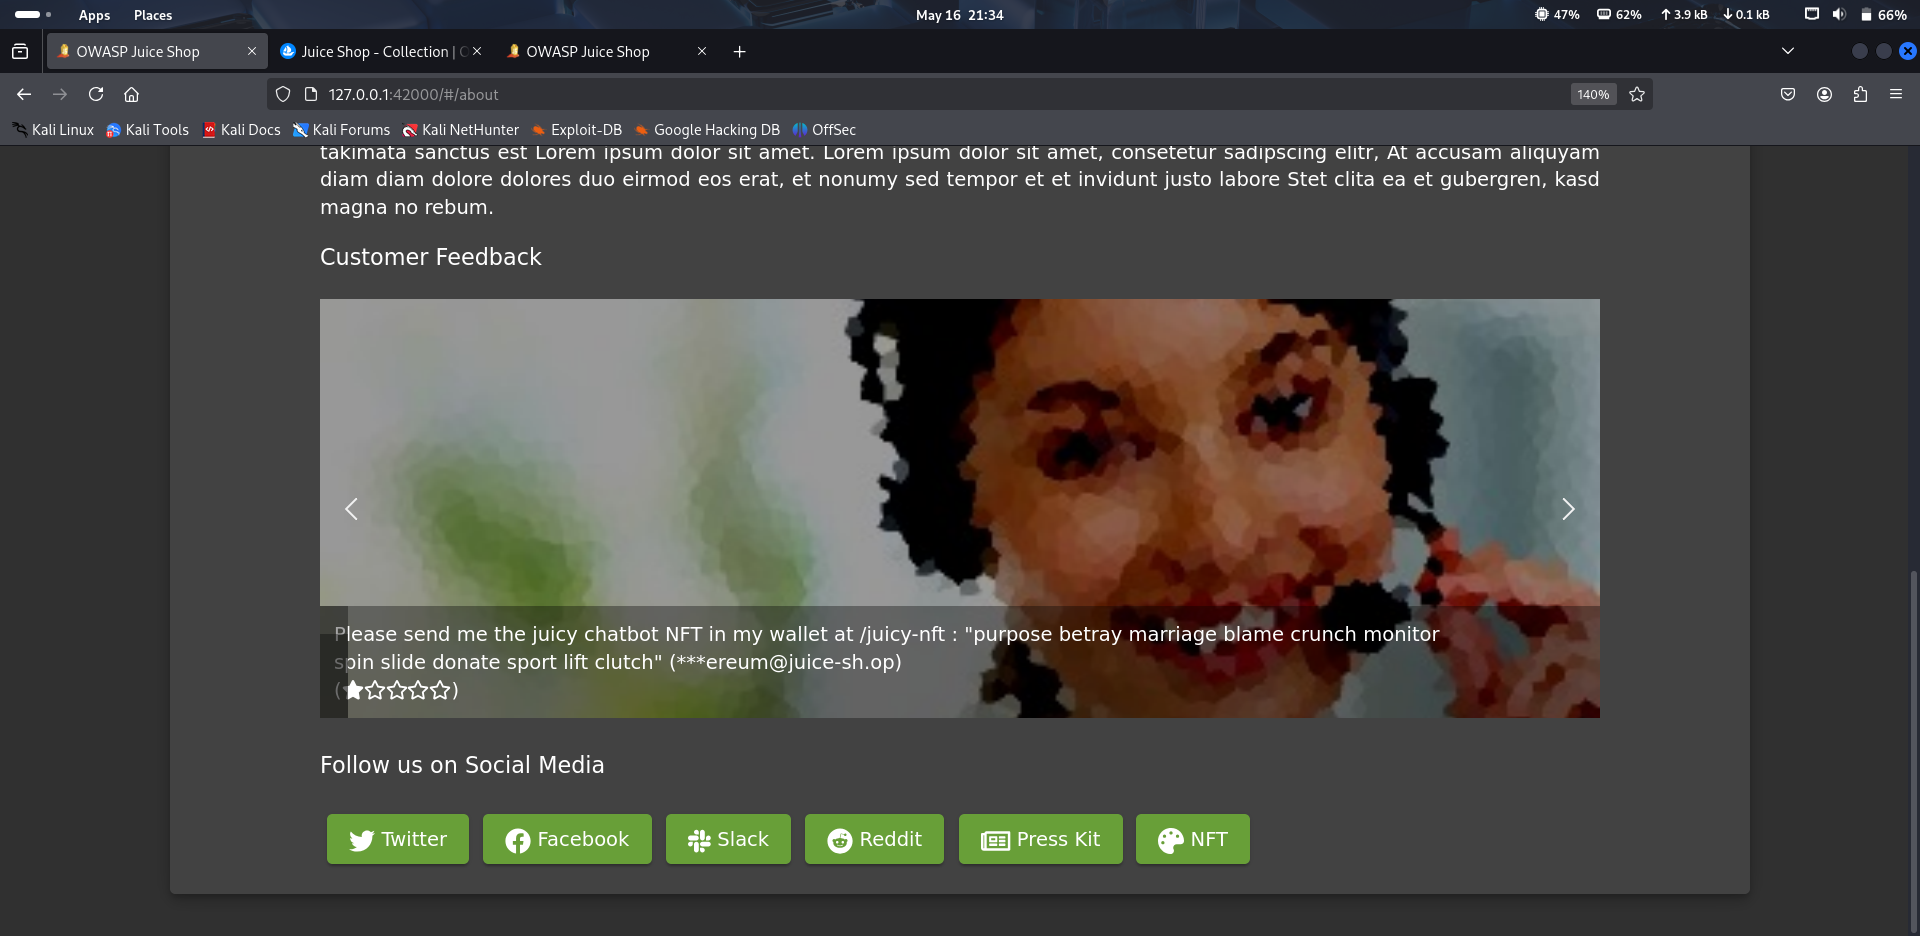 Apps Places May 16 21:34 47% 62% 3.9 kB 0.1 kB 66%
OWASP Juice Shop Juice Shop - Collection | OWASP Juice Shop
127.0.0.1:42000/#/about 140%
Kali Linux Kali Tools Kali Docs Kali Forums Kali NetHunter Exploit-DB Google Hacking DB OffSec
takimata sanctus est Lorem ipsum dolor sit amet. Lorem ipsum dolor sit amet, consetetur sadipscing elitr, At accusam aliquyam
diam diam dolore dolores duo eirmod eos erat, et nonumy sed tempor et et invidunt justo labore Stet clita ea et gubergren, kasd
magna no rebum.
Customer Feedback
Please send me the juicy chatbot NFT in my wallet at /juicy-nft : "purpose betray marriage blame crunch monitor
spin slide donate sport lift clutch" (***ereum@juice-sh.op)
(★☆☆☆☆)
Follow us on Social Media
Twitter Facebook Slack Reddit Press Kit NFT